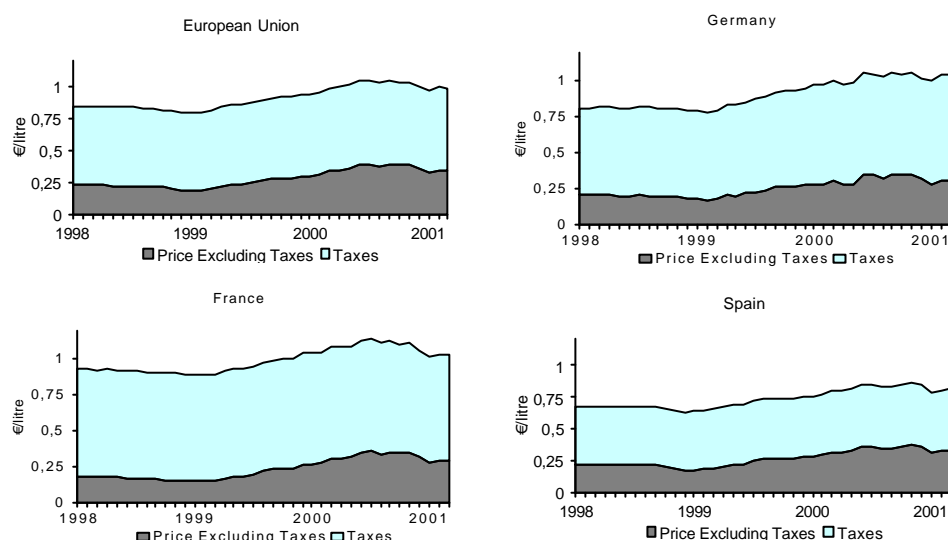 European Union
€/litre
1
0,75
0,5
0,25
0
1998
1999
2000
2001
Price Excluding Taxes
Taxes
Germany
€/litre
1
0,75
0,5
0,25
0
1998
1999
2000
2001
Price Excluding Taxes
Taxes
France
€/litre
1
0,75
0,5
0,25
0
1998
1999
2000
2001
Price Excluding Taxes
Taxes
Spain
€/litre
1
0,75
0,5
0,25
0
1998
1999
2000
2001
Price Excluding Taxes
Taxes